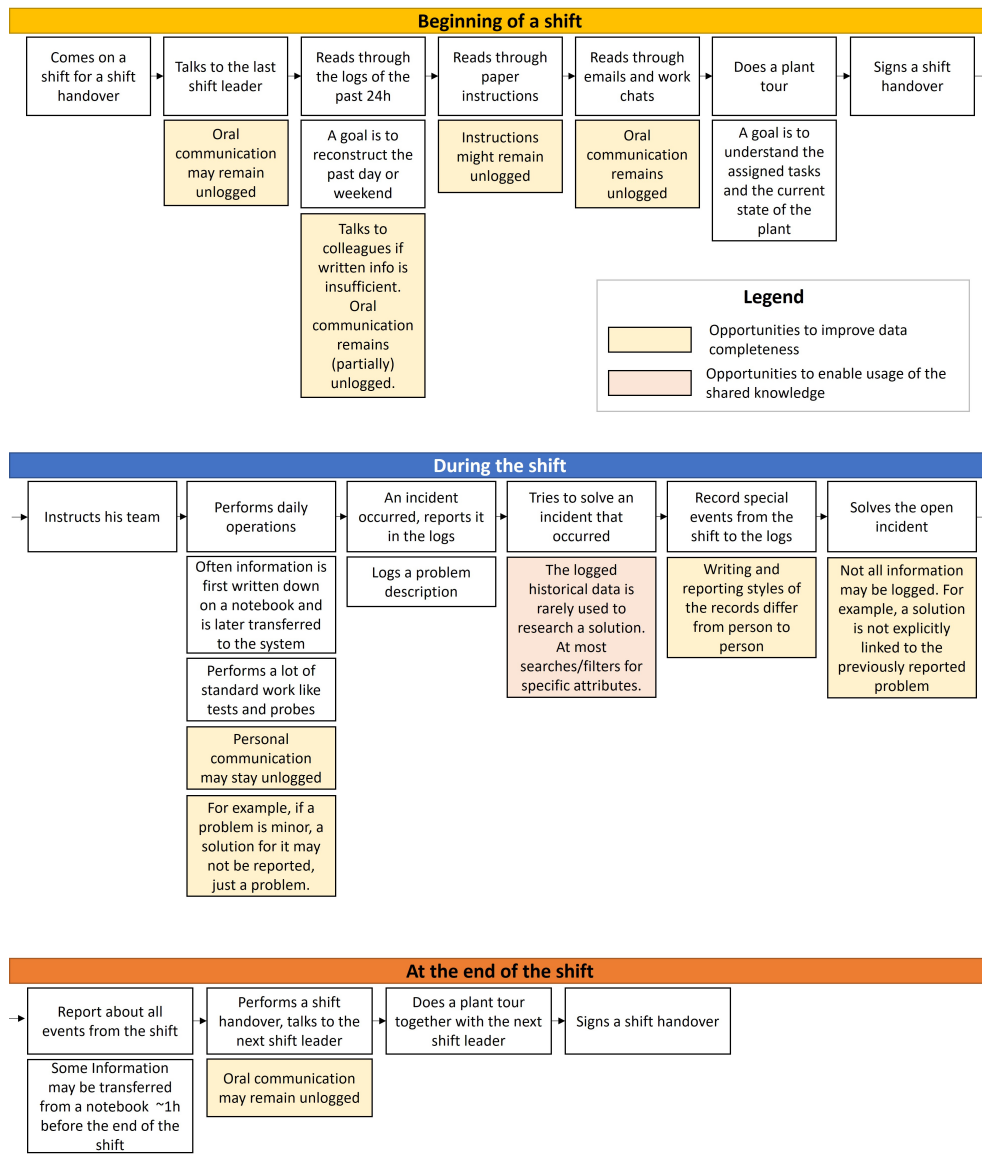 Beginning of a shift
Comes on
a shift for a shift
handover
Talks to the last
shift leader
Reads through
the logs of the
past 24h
Reads through
paper
instructions
Reads through
emails and work
chats
Does a plant
tour
Signs a shift
handover
Oral
communication
may remain
unlogged
A goal is to
reconstruct the
past day or
weekend
Talks to
colleagues if
written info is
insufficient.
Oral
communication
remains
(partially)
unlogged.
Instructions
might remain
unlogged
Oral
communication
remains
unlogged
A goal is to
understand the
assigned tasks
and the current
state of the
plant
Legend
Opportunities to improve data
completeness
Opportunities to enable usage of the
shared knowledge
During the shift
Instructs his team
Performs daily
operations
An incident
occurred, reports it
in the logs
Tries to solve an
incident that
occurred
Record special
events from the
shift to the logs
Solves the open
incident
Often information is
first written down
on a notebook and
is later transferred
to the system
Performs a lot of
standard work like
tests and probes
Personal
communication
may stay unlogged
For example, if a
problem is minor, a
solution for it may
not be reported,
just a problem.
Logs a problem
description
The logged
historical data is
rarely used to
research a solution.
At most
searches/filters for
specific attributes.
Writing and
reporting styles of
the records differ
from person to
person
Not all information
may be logged. For
example, a solution
is not explicitly
linked to the
previously reported
problem
At the end of the shift
Report about all
events from the shift
Performs a shift
handover, talks to the
next shift leader
Does a plant tour
together with the next
shift leader
Signs a shift handover
Some Information
may be transferred
from a notebook ~1h
before the end of the
shift
Oral communication
may remain unlogged